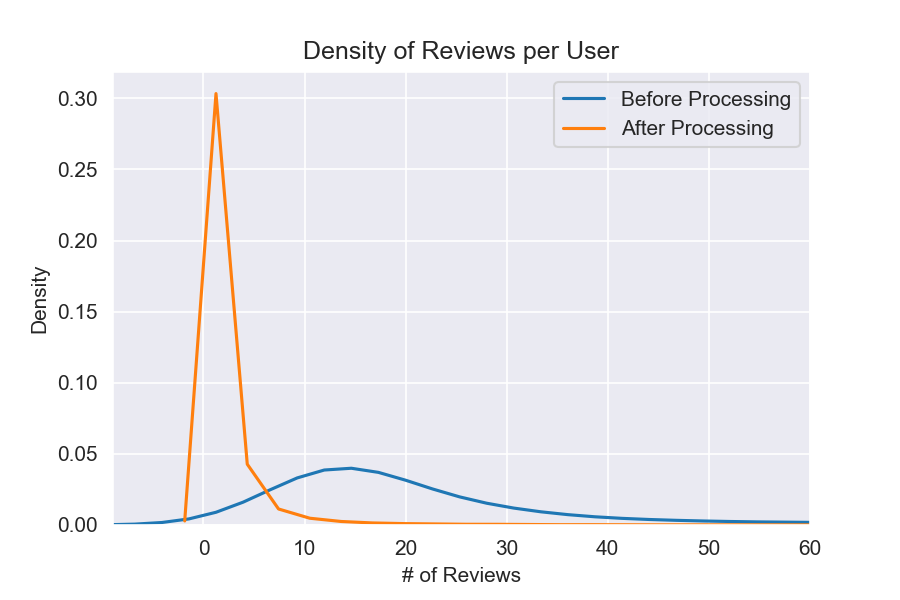 Density of Reviews per User
Before Processing
After Processing
0.30
0.25
0.20
0.15
0.10
0.05
0.00
Density
0 10 20 30 40 50 60
# of Reviews